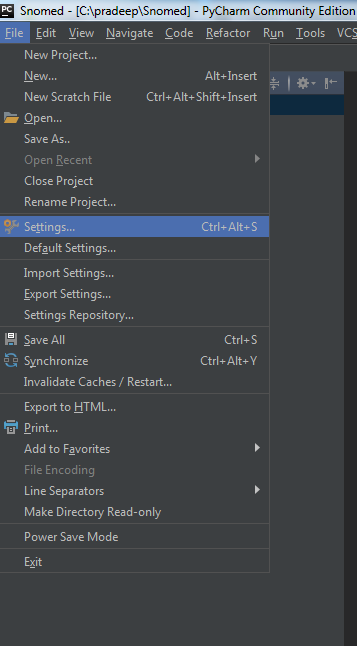 PC Snomed - [C:\pradeep\Snomed] - PyCharm Community Edition
File Edit View Navigate Code Refactor Run Tools VCS
New Project...
New... Alt+Insert
New Scratch File Ctrl+Alt+Shift+Insert
Open...
Save As..
Open Recent
Close Project
Rename Project...
Settings... Ctrl+Alt+S
Default Settings...
Import Settings...
Export Settings...
Settings Repository...
Save All Ctrl+S
Synchronize Ctrl+Alt+Y
Invalidate Caches / Restart...
Export to HTML...
Print...
Add to Favorites
File Encoding
Line Separators
Make Directory Read-only
Power Save Mode
Exit